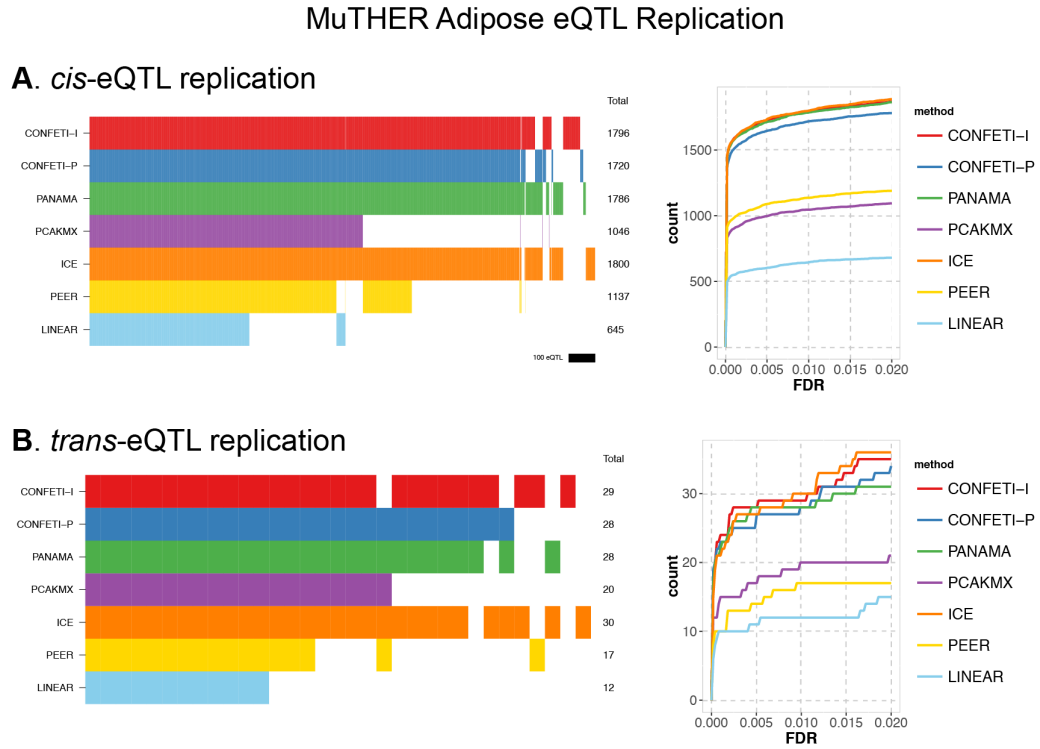 MuTHER Adipose eQTL Replication
A. cis-eQTL replication
Total
CONFETI-I 1796
CONFETI-P 1720
PANAMA 1786
PCAKMX 1046
ICE 1800
PEER 1137
LINEAR 645
100 eQTL
count
1500
1000
500
0
0.000 0.005 0.010 0.015 0.020
FDR
method
CONFETI-I
CONFETI-P
PANAMA
PCAKMX
ICE
PEER
LINEAR
B. trans-eQTL replication
Total
CONFETI-I 29
CONFETI-P 28
PANAMA 28
PCAKMX 20
ICE 30
PEER 17
LINEAR 12
count
30
20
10
0
0.000 0.005 0.010 0.015 0.020
FDR
method
CONFETI-I
CONFETI-P
PANAMA
PCAKMX
ICE
PEER
LINEAR